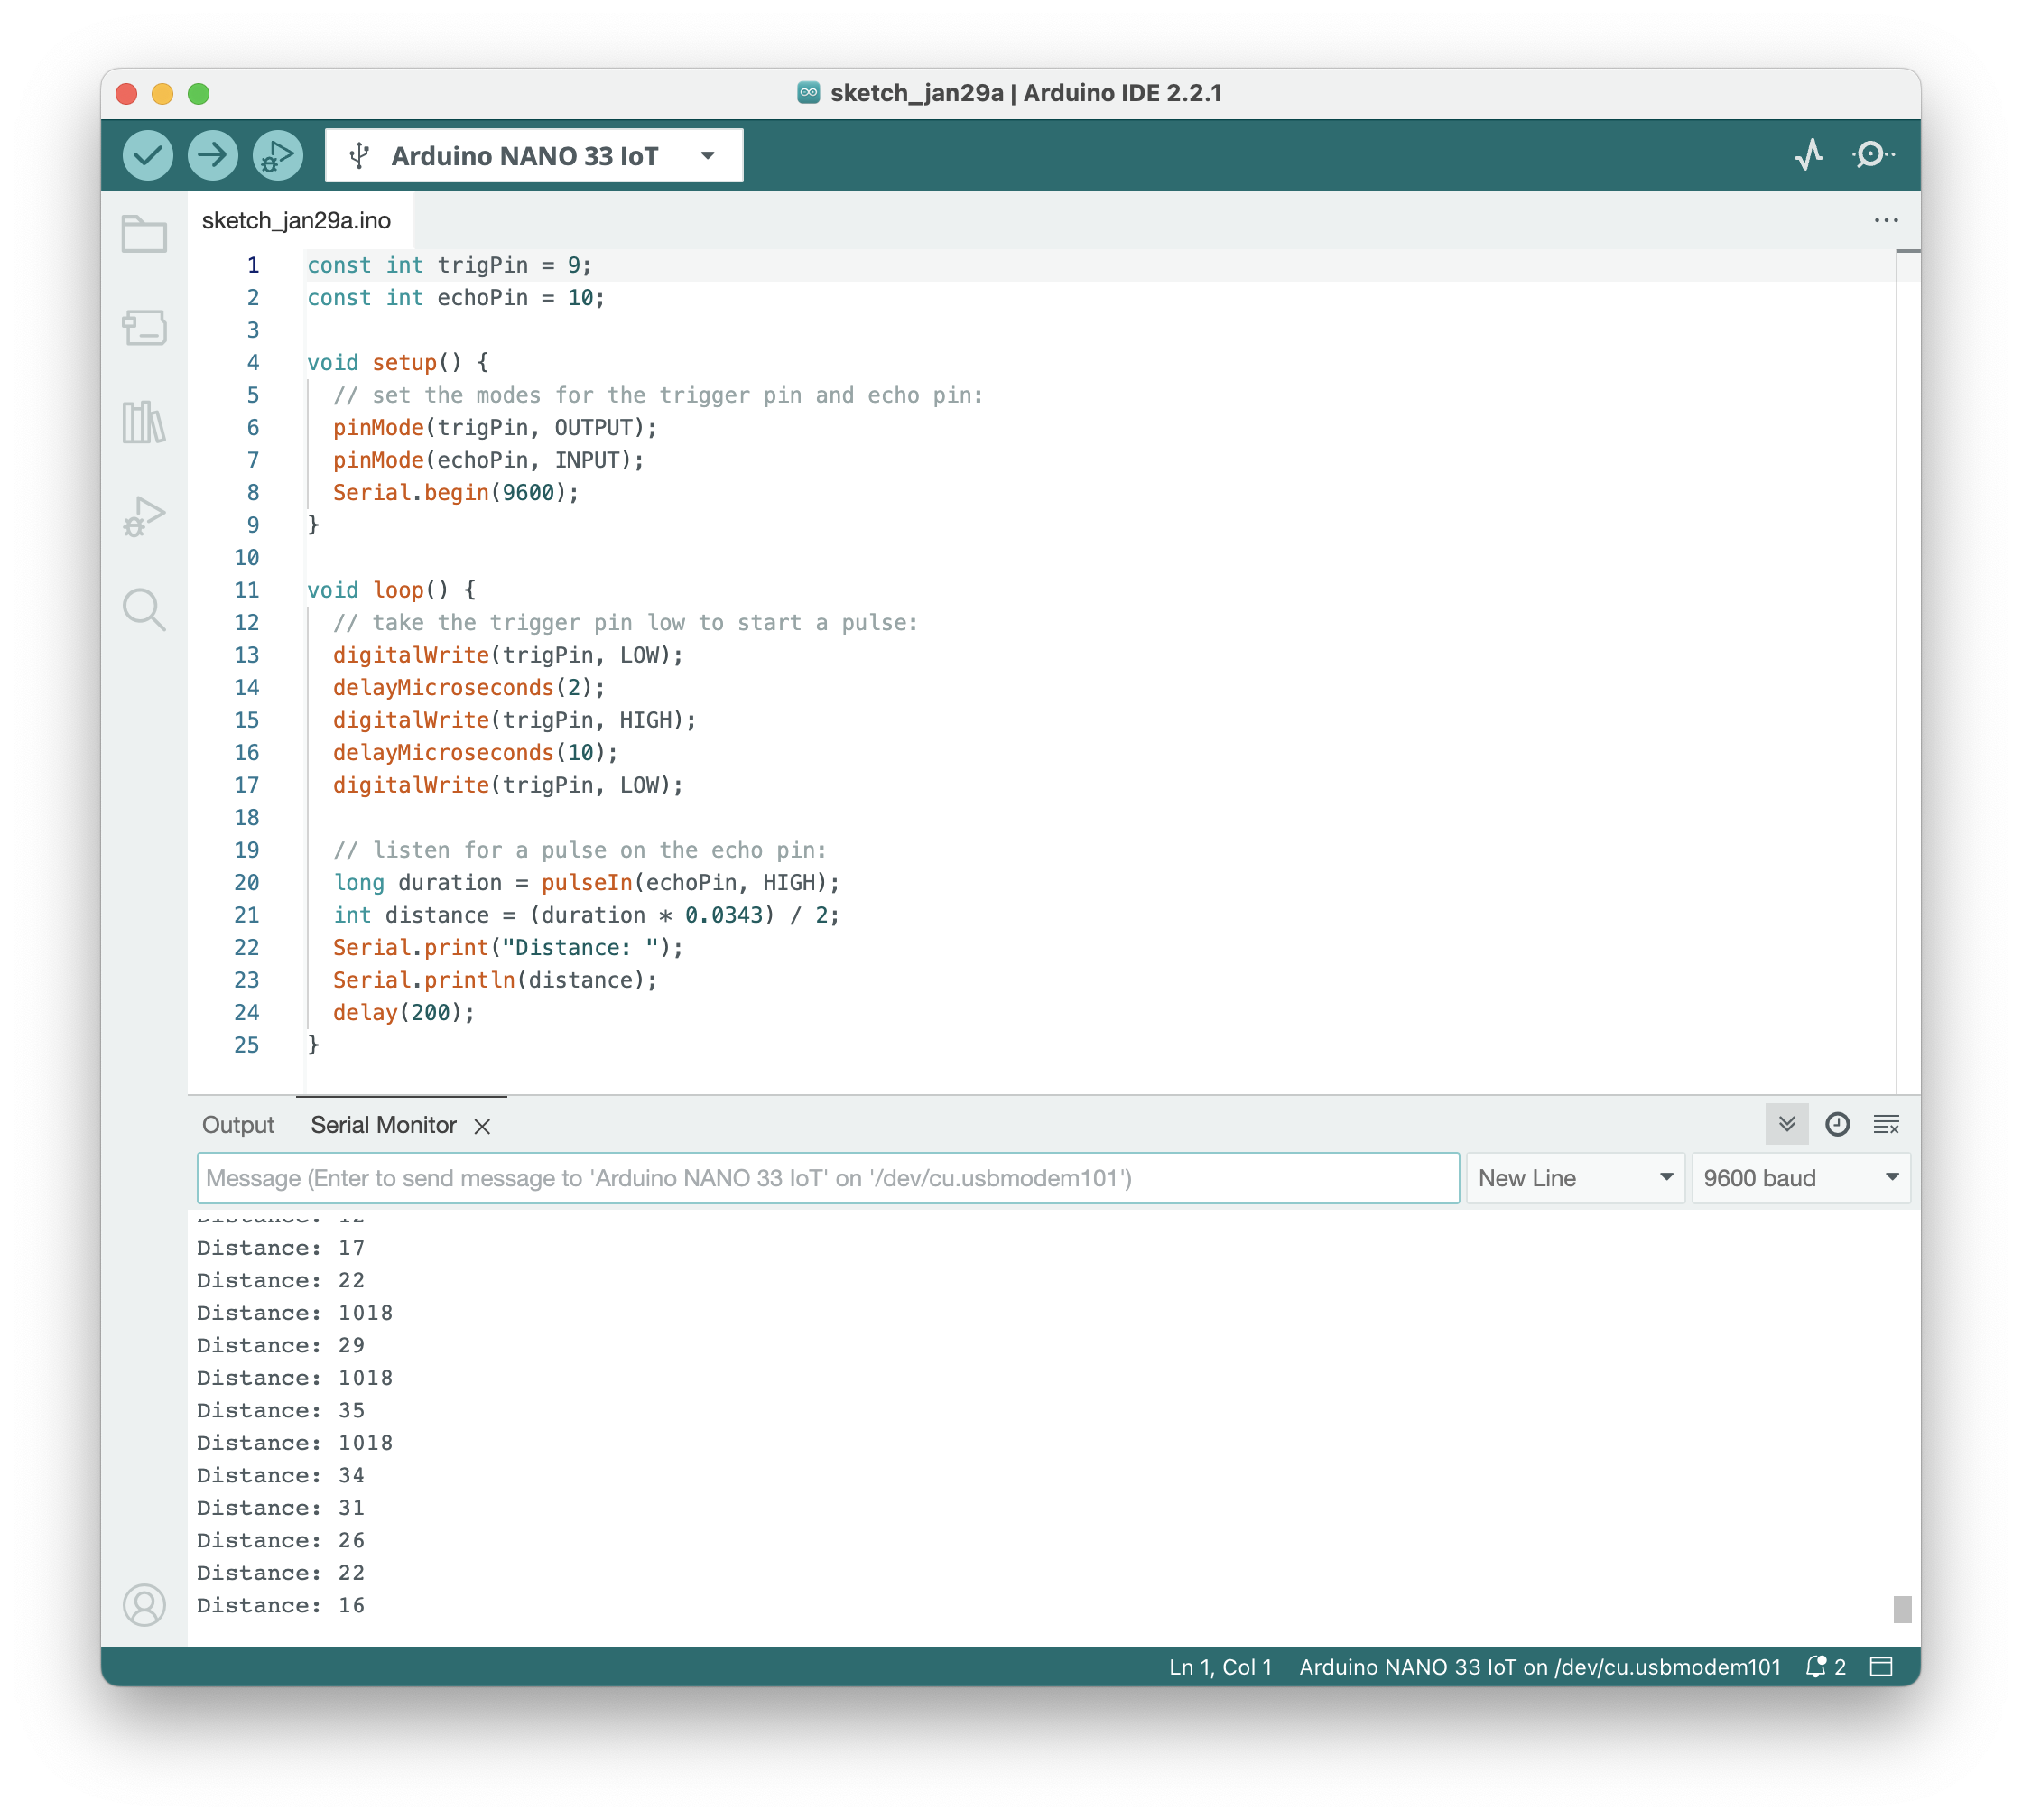 sketch_jan29a | Arduino IDE 2.2.1
Arduino NANO 33 IoT
sketch_jan29a.ino
1 const int trigPin = 9;
2 const int echoPin = 10;
3
4 void setup() {
5 // set the modes for the trigger pin and echo pin:
6 pinMode(trigPin, OUTPUT);
7 pinMode(echoPin, INPUT);
8 Serial.begin(9600);
9 }
10
11 void loop() {
12 // take the trigger pin low to start a pulse:
13 digitalWrite(trigPin, LOW);
14 delayMicroseconds(2);
15 digitalWrite(trigPin, HIGH);
16 delayMicroseconds(10);
17 digitalWrite(trigPin, LOW);
18
19 // listen for a pulse on the echo pin:
20 long duration = pulseIn(echoPin, HIGH);
21 int distance = (duration * 0.0343) / 2;
22 Serial.print("Distance: ");
23 Serial.println(distance);
24 delay(200);
25 }
Output Serial Monitor
Message (Enter to send message to 'Arduino NANO 33 IoT' on '/dev/cu.usbmodem101') New Line 9600 baud
Distance: 12
Distance: 17
Distance: 22
Distance: 1018
Distance: 29
Distance: 1018
Distance: 35
Distance: 1018
Distance: 34
Distance: 31
Distance: 26
Distance: 22
Distance: 16
Ln 1, Col 1 Arduino NANO 33 IoT on /dev/cu.usbmodem101 2